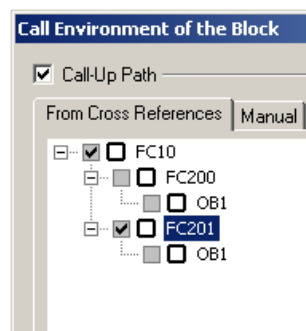 Call Environment of the Block
Call-Up Path
From Cross References Manual
FC10
FC200
OB1
FC201
OB1